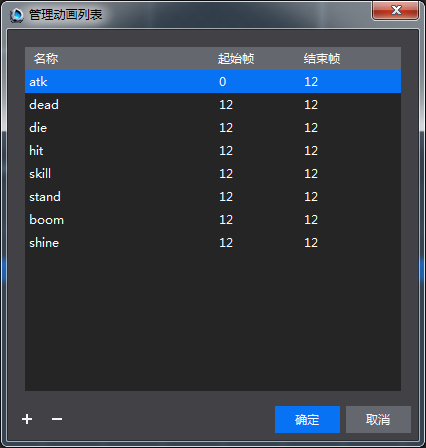 管理动画列表
名称 起始帧 结束帧
atk 0 12
dead 12 12
die 12 12
hit 12 12
skill 12 12
stand 12 12
boom 12 12
shine 12 12
确定 取消